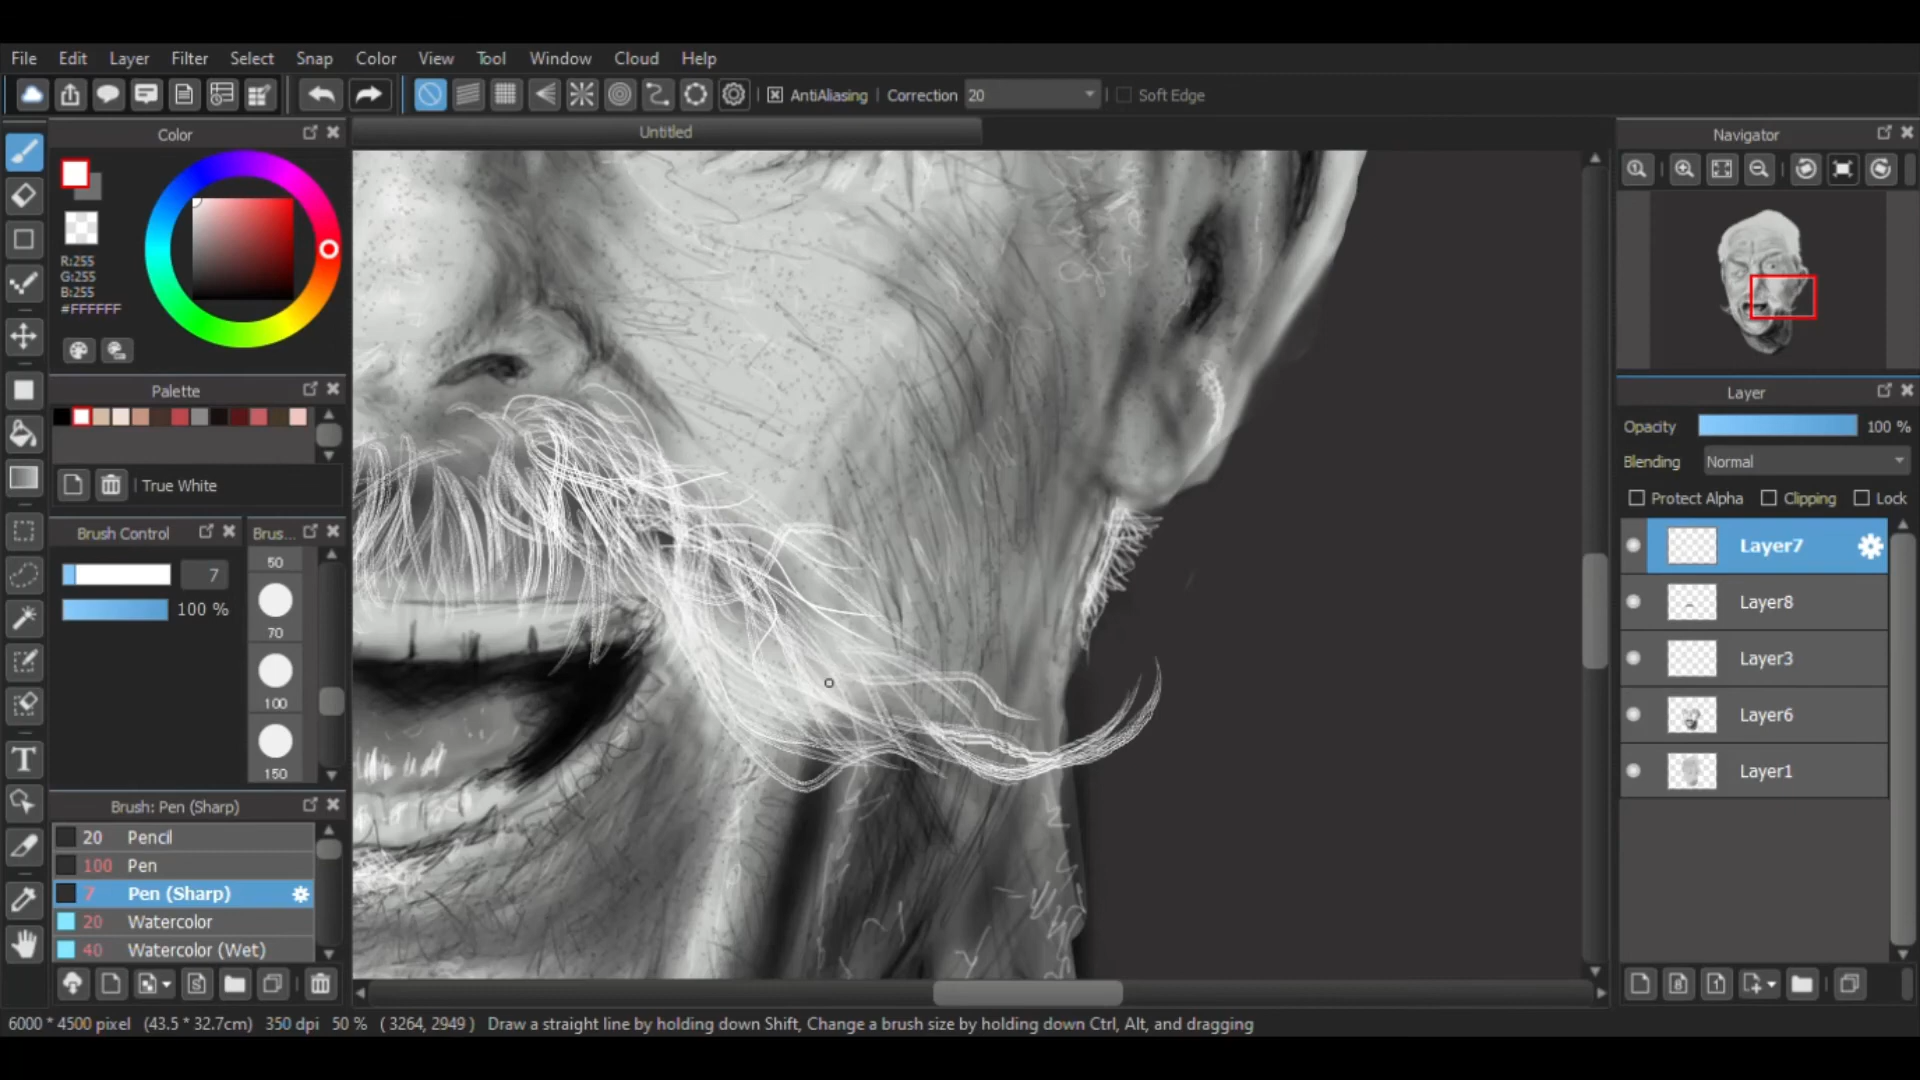 File Edit Layer Filter Select Snap Color View Tool Window Cloud Help
AntiAliasing Correction 20 Soft Edge
Color
Untitled
Navigator
R:255
G:255
B:255
#FFFFFF
Palette
True White
Layer
Opacity 100 %
Blending Normal
Protect Alpha Clipping Lock
Layer7
Layer8
Layer3
Layer6
Layer1
Brush Control
7
100 %
Brus...
50
70
100
150
Brush: Pen (Sharp)
20 Pencil
100 Pen
7 Pen (Sharp)
20 Watercolor
40 Watercolor (Wet)
6000 * 4500 pixel (43.5 * 32.7cm) 350 dpi 50 % ( 3264, 2949 ) Draw a straight line by holding down Shift, Change a brush size by holding down Ctrl, Alt, and dragging